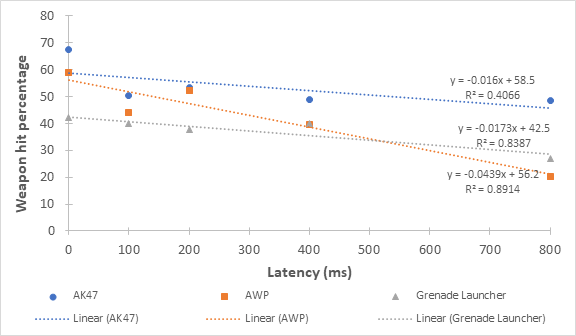 80
70
60
50
40
30
20
10
0
Weapon hit percentage
y = -0.016x + 58.5
R² = 0.4066
y = -0.0173x + 42.5
R² = 0.8387
y = -0.0439x + 56.2
R² = 0.8914
0 100 200 300 400 500 600 700 800
Latency (ms)
AK47 AWP Grenade Launcher
Linear (AK47) Linear (AWP) Linear (Grenade Launcher)